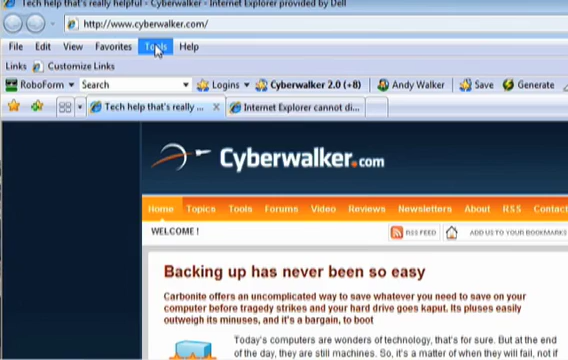 Tech help that's really helpful - Cyberwalker - Internet Explorer provided by Dell
http://www.cyberwalker.com/
File Edit View Favorites Tools Help
Links Customize Links
RoboForm Search Logins Cyberwalker 2.0 (+8) Andy Walker Save Generate
Tech help that's really ... x Internet Explorer cannot di...
Cyberwalker.com
Home Topics Tools Forums Video Reviews Newsletters About RSS Contact
WELCOME ! RSS FEED ADD US TO YOUR BOOKMARKS
Backing up has never been so easy
Carbonite offers an uncomplicated way to save whatever you need to save on your
computer before tragedy strikes and your hard drive goes kaput. Its pluses easily
outweigh its minuses, and it's a bargain, to boot
Today's computers are wonders of technology, that's for sure. But at the end
of the day, they are still machines. So, it's a matter of when they will fail, not if